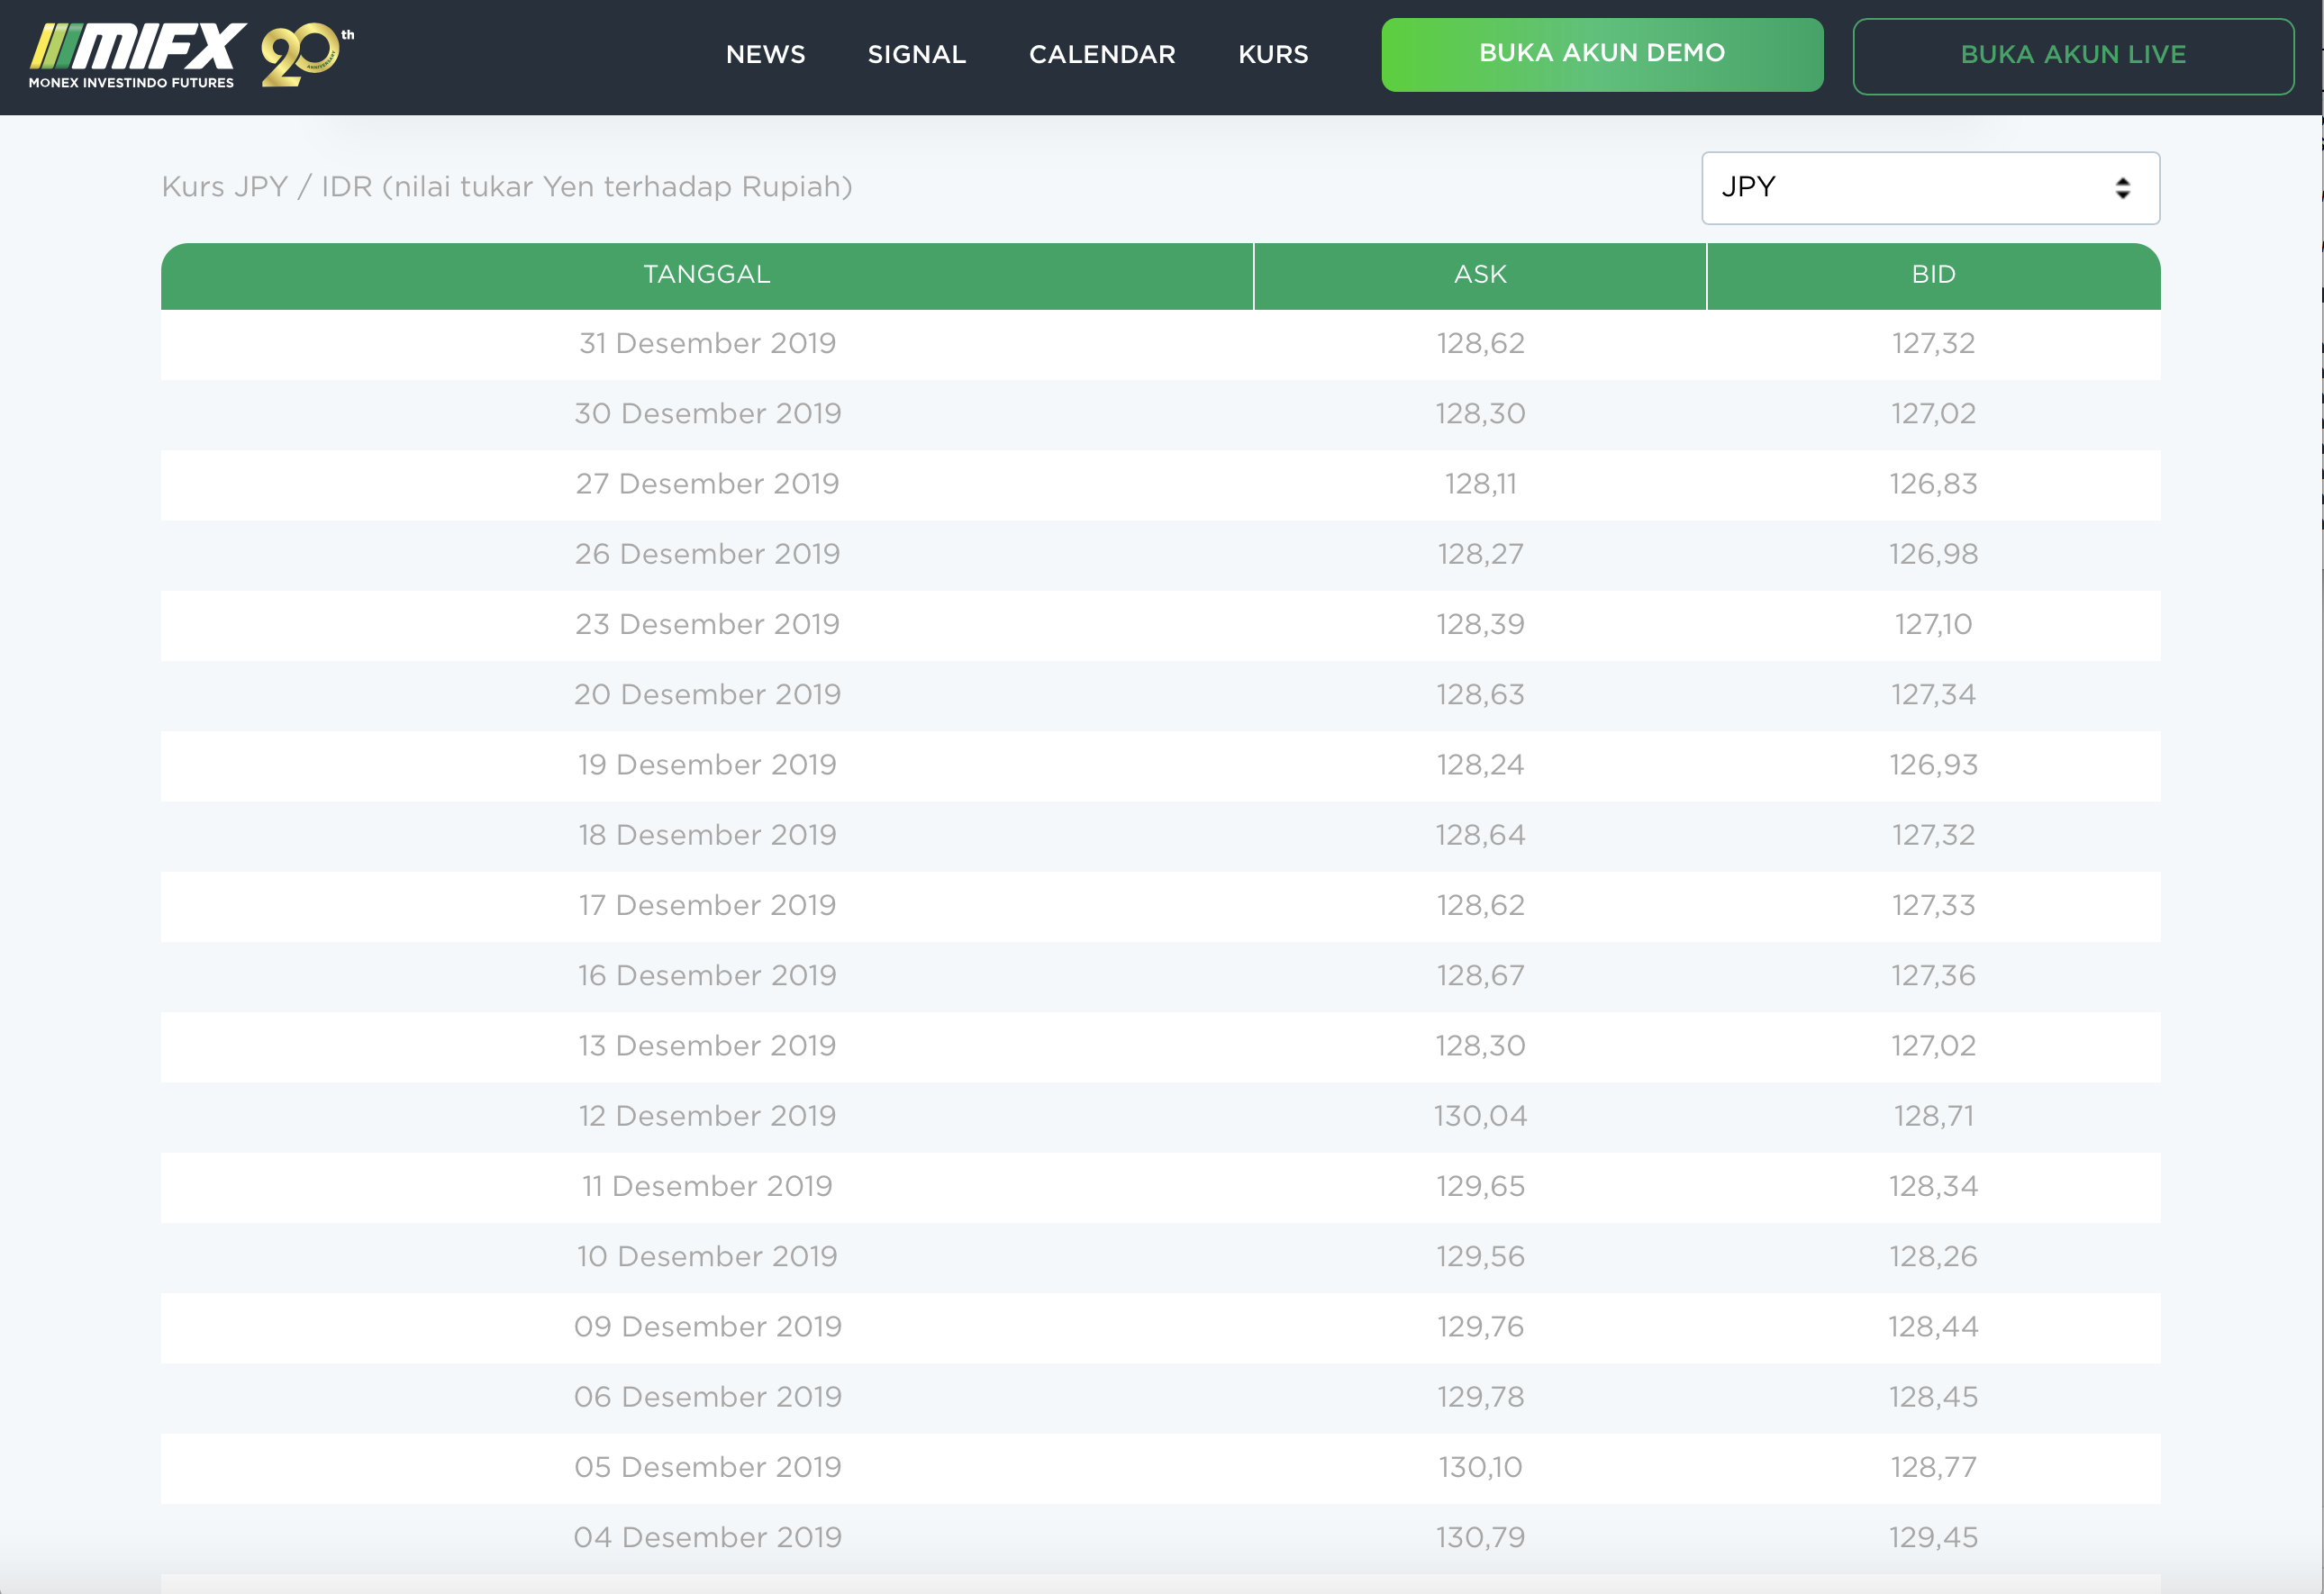 MIFX 20th
ANNIVERSARY
MONEX INVESTINDO FUTURES
NEWS SIGNAL CALENDAR KURS BUKA AKUN DEMO BUKA AKUN LIVE
Kurs JPY / IDR (nilai tukar Yen terhadap Rupiah) JPY
TANGGAL ASK BID
31 Desember 2019 128,62 127,32
30 Desember 2019 128,30 127,02
27 Desember 2019 128,11 126,83
26 Desember 2019 128,27 126,98
23 Desember 2019 128,39 127,10
20 Desember 2019 128,63 127,34
19 Desember 2019 128,24 126,93
18 Desember 2019 128,64 127,32
17 Desember 2019 128,62 127,33
16 Desember 2019 128,67 127,36
13 Desember 2019 128,30 127,02
12 Desember 2019 130,04 128,71
11 Desember 2019 129,65 128,34
10 Desember 2019 129,56 128,26
09 Desember 2019 129,76 128,44
06 Desember 2019 129,78 128,45
05 Desember 2019 130,10 128,77
04 Desember 2019 130,79 129,45